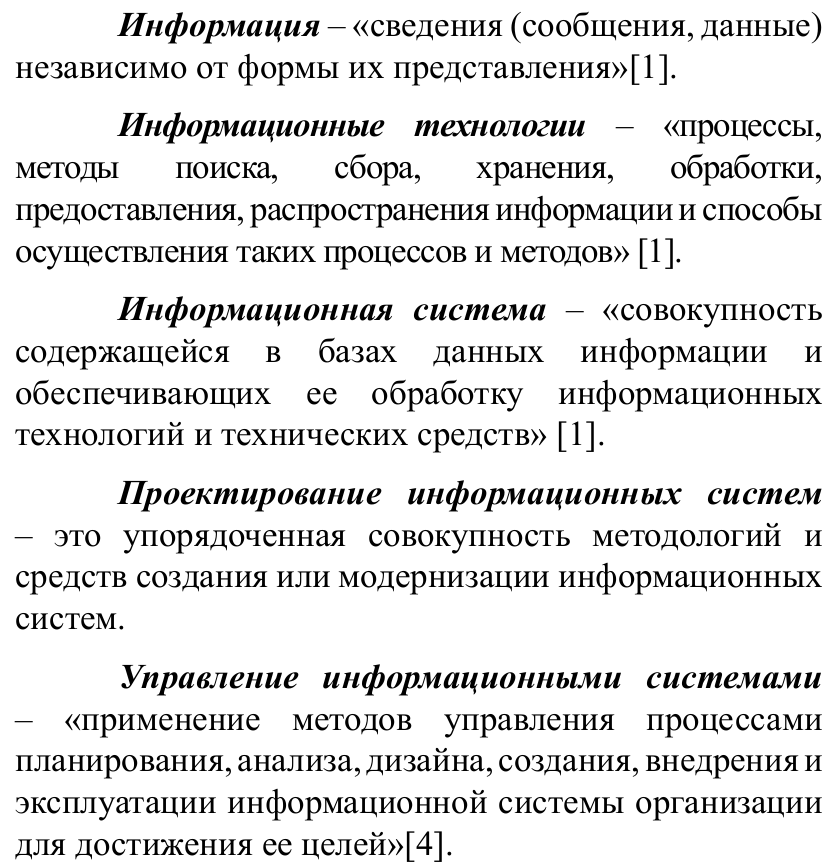 Информация – «сведения (сообщения, данные)
независимо от формы их представления»[1].
Информационные технологии – «процессы,
методы поиска, сбора, хранения, обработки,
предоставления, распространения информации и способы
осуществления таких процессов и методов» [1].
Информационная система – «совокупность
содержащейся в базах данных информации и
обеспечивающих ее обработку информационных
технологий и технических средств» [1].
Проектирование информационных систем
– это упорядоченная совокупность методологий и
средств создания или модернизации информационных
систем.
Управление информационными системами
– «применение методов управления процессами
планирования, анализа, дизайна, создания, внедрения и
эксплуатации информационной системы организации
для достижения ее целей»[4].